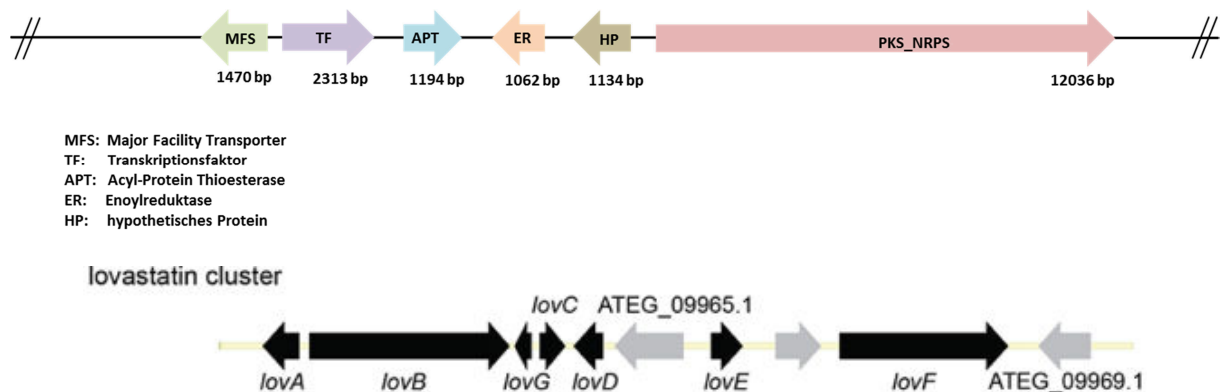 MFS TF APT ER HP PKS_NRPS
1470 bp 2313 bp 1194 bp 1062 bp 1134 bp 12036 bp
MFS: Major Facility Transporter
TF: Transkriptionsfaktor
APT: Acyl-Protein Thioesterase
ER: Enoylreduktase
HP: hypothetisches Protein
lovastatin cluster
lovC ATEG_09965.1
lovA lovB lovG lovD lovE lovF ATEG_09969.1